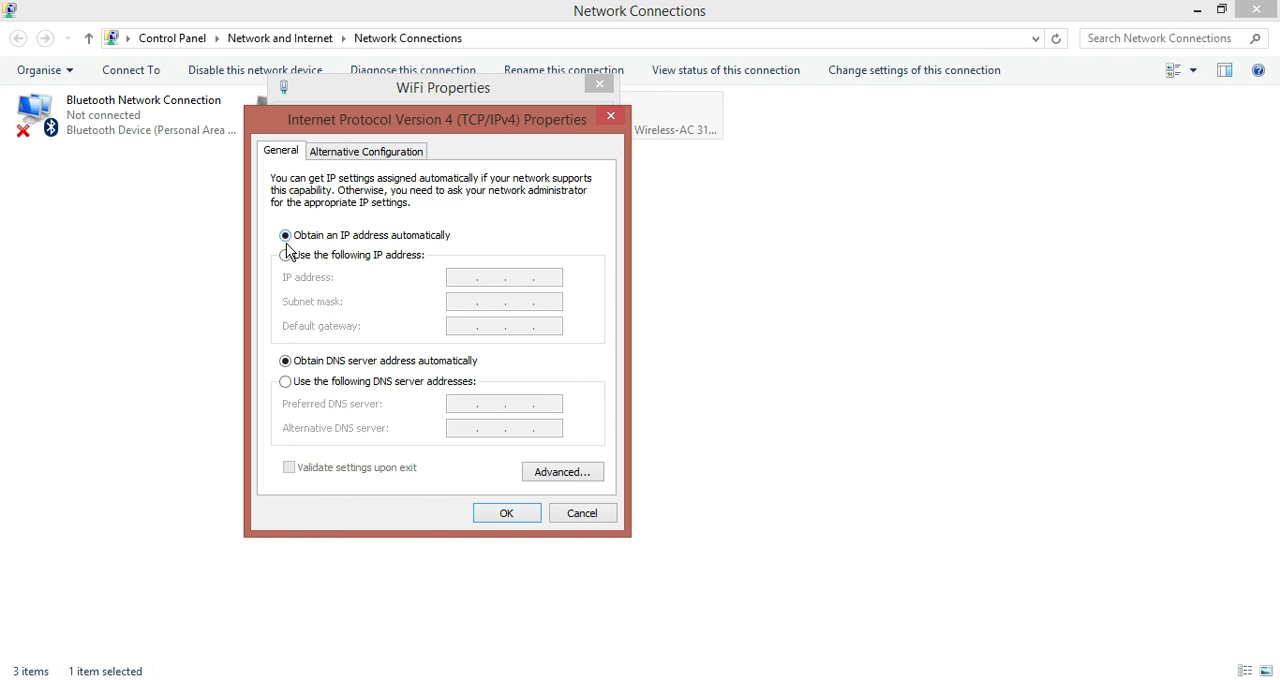 Network Connections
Control Panel Network and Internet Network Connections
Search Network Connections
Organise Connect To Disable this network device Diagnose this connection Rename this connection View status of this connection Change settings of this connection
WiFi Properties
Bluetooth Network Connection
Not connected
Bluetooth Device (Personal Area ...
Wireless-AC 31...
Internet Protocol Version 4 (TCP/IPv4) Properties
General Alternative Configuration
You can get IP settings assigned automatically if your network supports
this capability. Otherwise, you need to ask your network administrator
for the appropriate IP settings.
Obtain an IP address automatically
Use the following IP address:
IP address: . . .
Subnet mask: . . .
Default gateway: . . .
Obtain DNS server address automatically
Use the following DNS server addresses:
Preferred DNS server: . . .
Alternative DNS server: . . .
Validate settings upon exit
Advanced...
OK Cancel
3 items 1 item selected